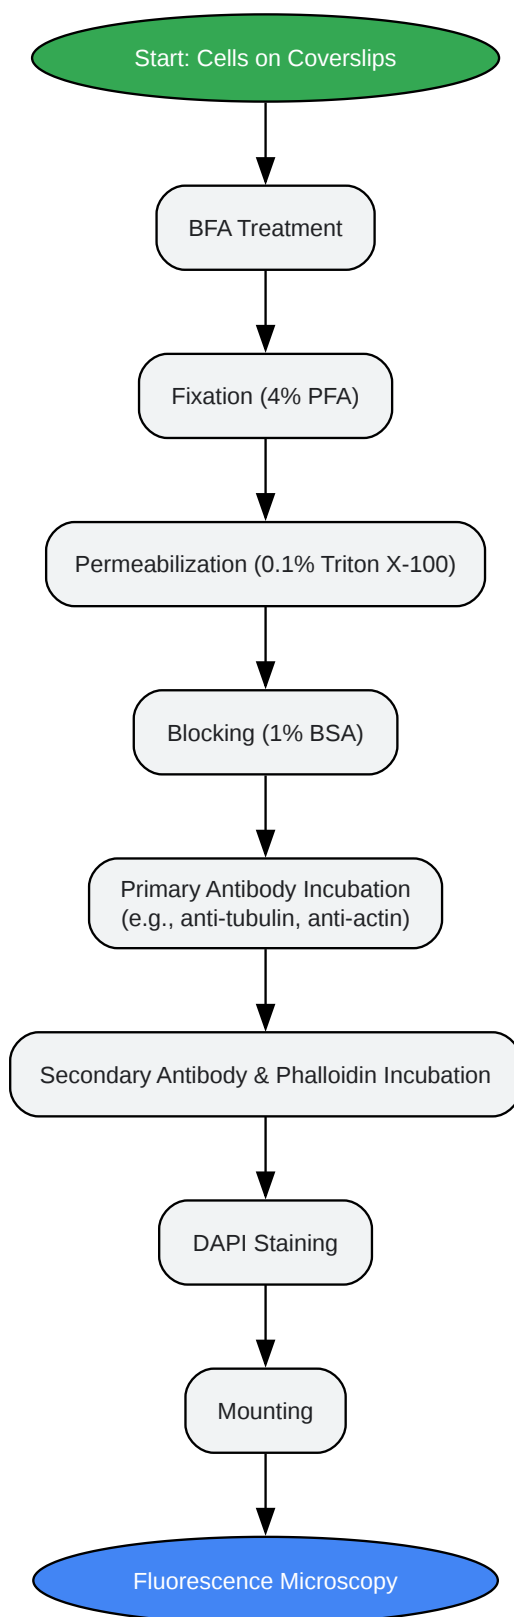 Start: Cells on Coverslips
BFA Treatment
Fixation (4% PFA)
Permeabilization (0.1% Triton X-100)
Blocking (1% BSA)
Primary Antibody Incubation
(e.g., anti-tubulin, anti-actin)
Secondary Antibody & Phalloidin Incubation
DAPI Staining
Mounting
Fluorescence Microscopy